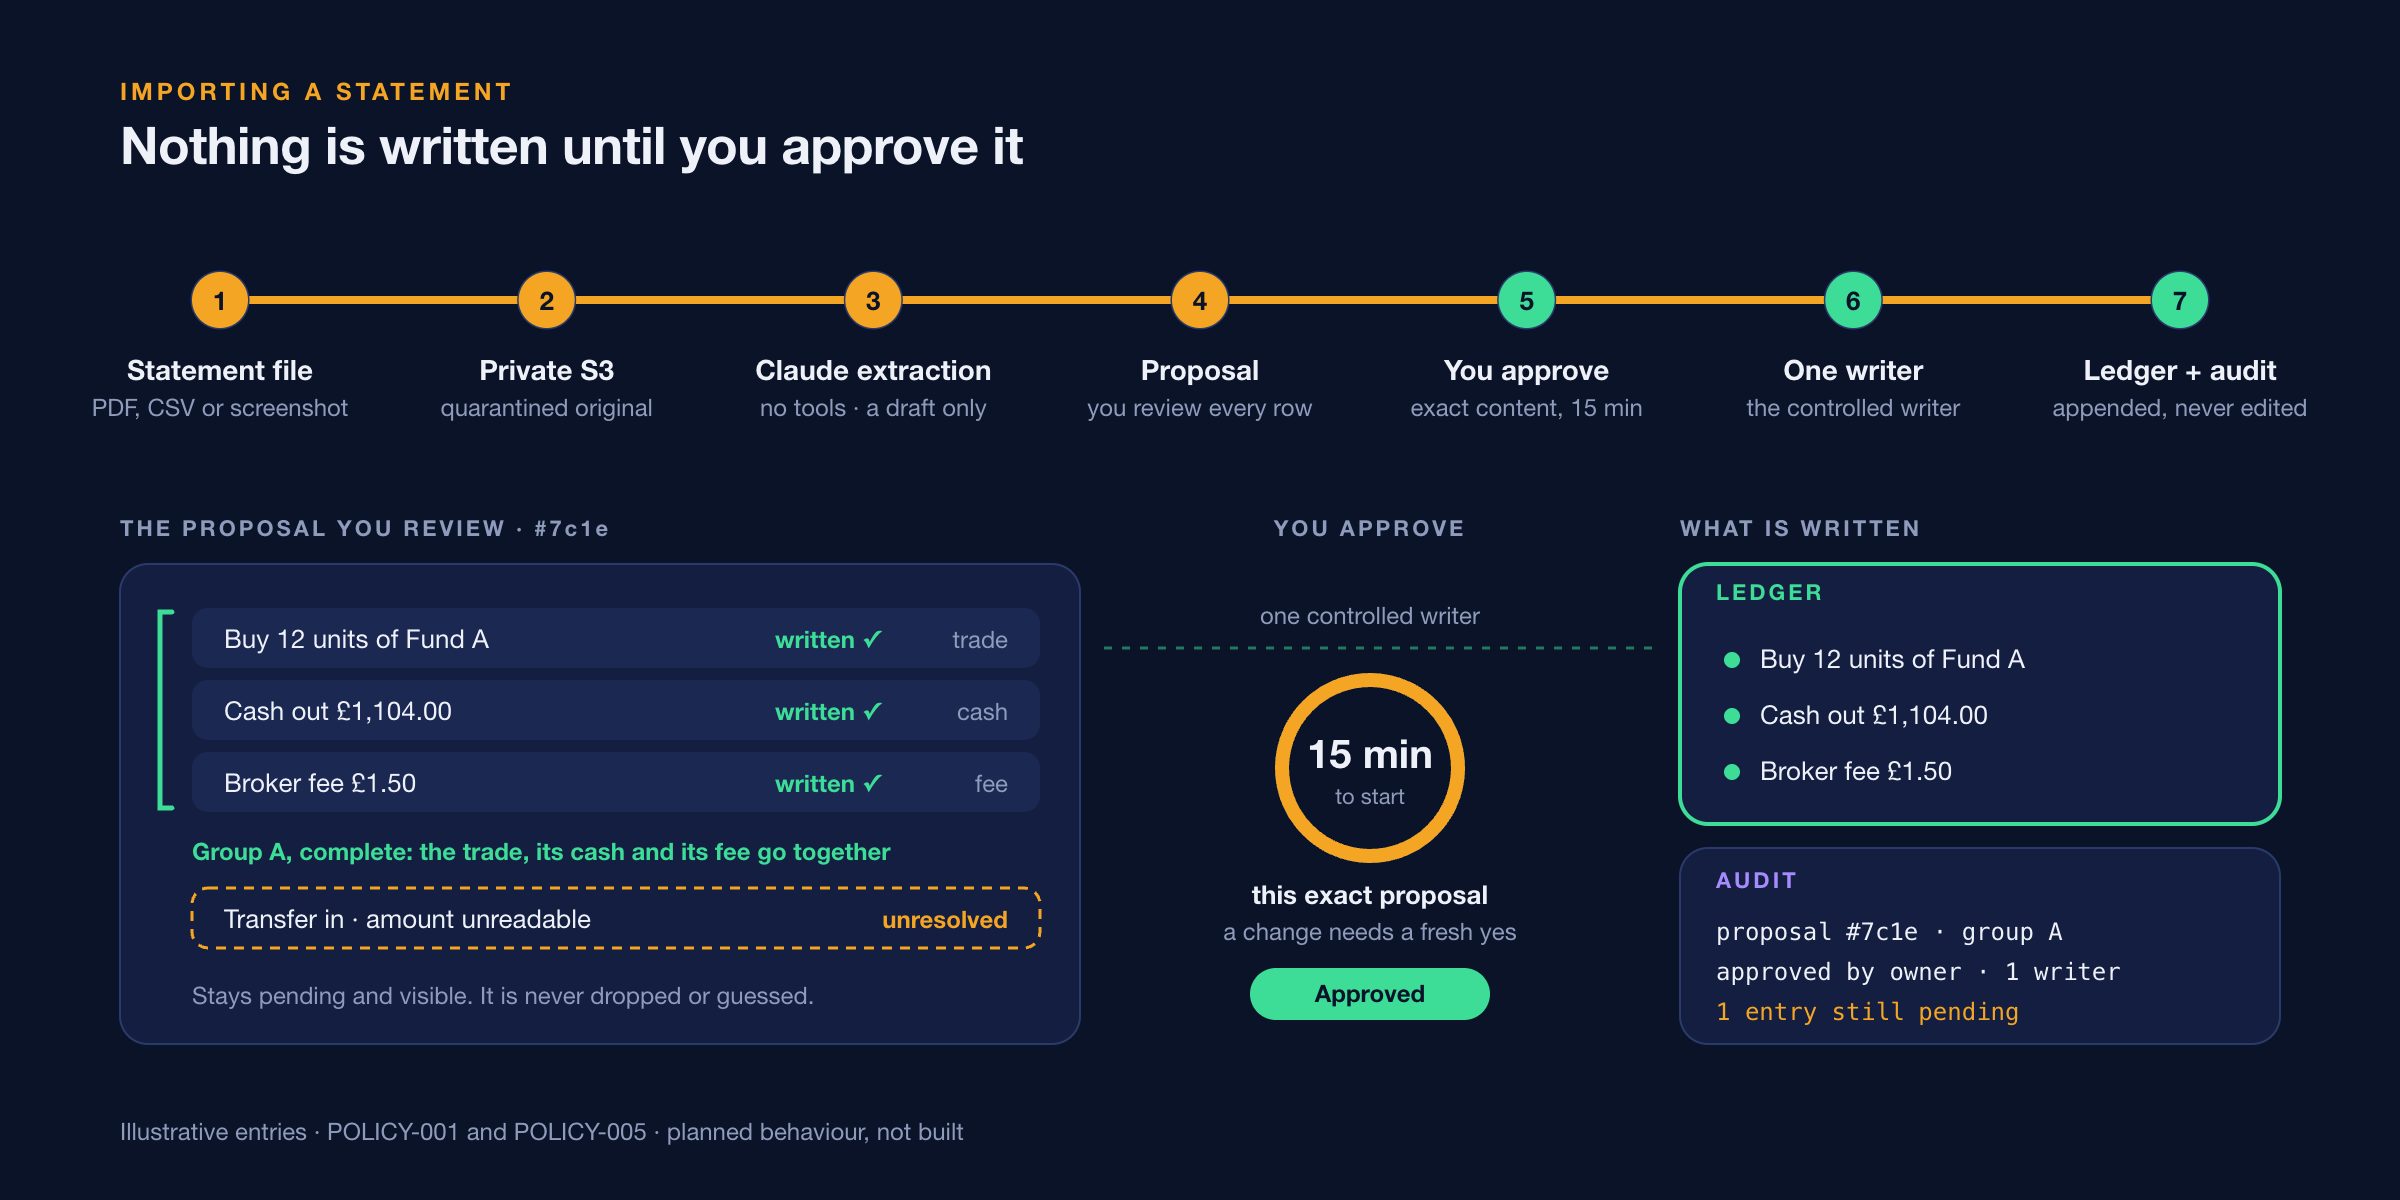 IMPORTING A STATEMENT
Nothing is written until you approve it
1
2
3
4
5
6
7
Statement file
PDF, CSV or screenshot
Private S3
quarantined original
Claude extraction
no tools · a draft only
Proposal
you review every row
You approve
exact content, 15 min
One writer
the controlled writer
Ledger + audit
appended, never edited
THE PROPOSAL YOU REVIEW · #7c1e
Buy 12 units of Fund A written ✓ trade
Cash out £1,104.00 written ✓ cash
Broker fee £1.50 written ✓ fee
Group A, complete: the trade, its cash and its fee go together
Transfer in · amount unreadable unresolved
Stays pending and visible. It is never dropped or guessed.
YOU APPROVE
one controlled writer
15 min
to start
this exact proposal
a change needs a fresh yes
Approved
WHAT IS WRITTEN
LEDGER
Buy 12 units of Fund A
Cash out £1,104.00
Broker fee £1.50
AUDIT
proposal #7c1e · group A
approved by owner · 1 writer
1 entry still pending
Illustrative entries · POLICY-001 and POLICY-005 · planned behaviour, not built